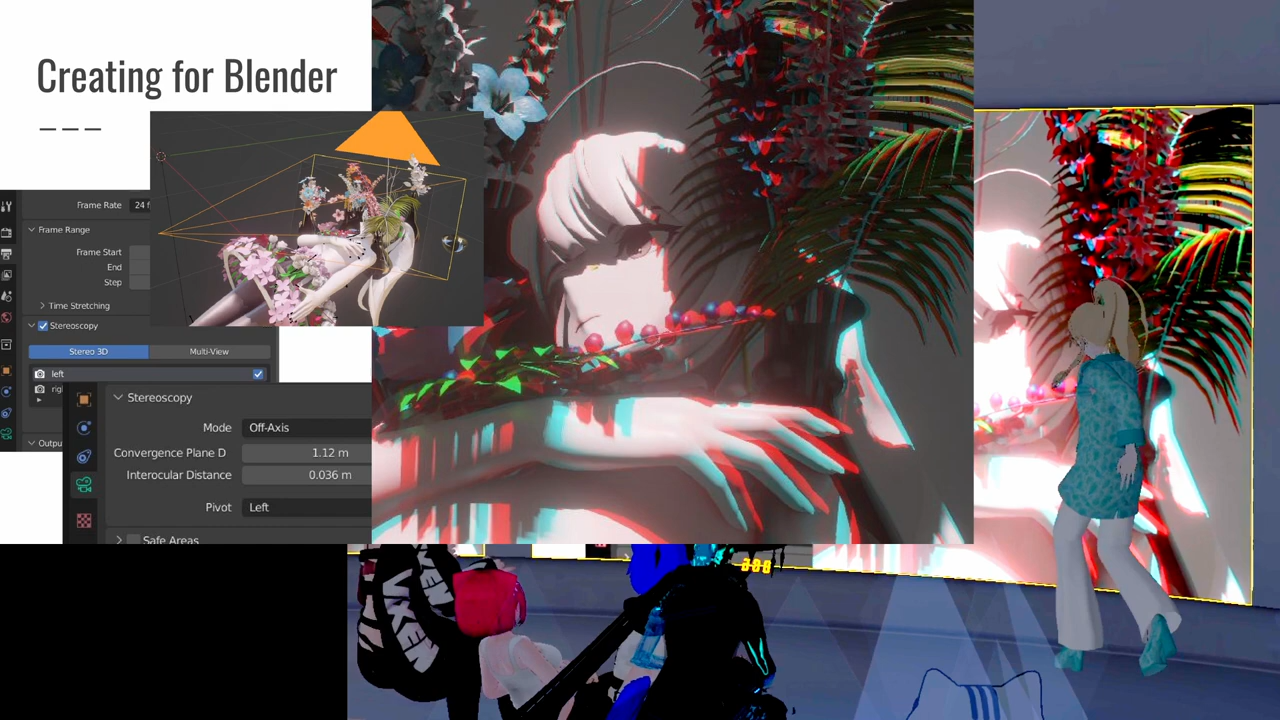 Creating for Blender
Frame Rate
24 f
Frame Range
Frame Start
End
Step
Time Stretching
Stereoscopy
Stereo 3D
Multi-View
left
Stereoscopy
Mode
Off-Axis
Convergence Plane D
1.12 m
Interocular Distance
0.036 m
Pivot
Left
Safe Areas